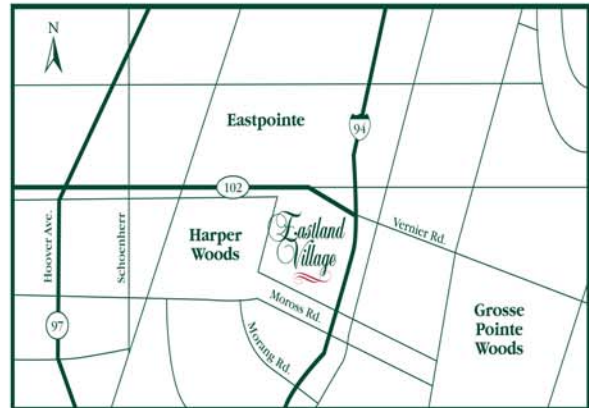 N
Eastpointe
94
102
Hoover Ave.
Schoenherr
Harper
Woods
Eastland
Village
Vernier Rd.
Moross Rd.
Morang Rd.
Grosse
Pointe
Woods
97